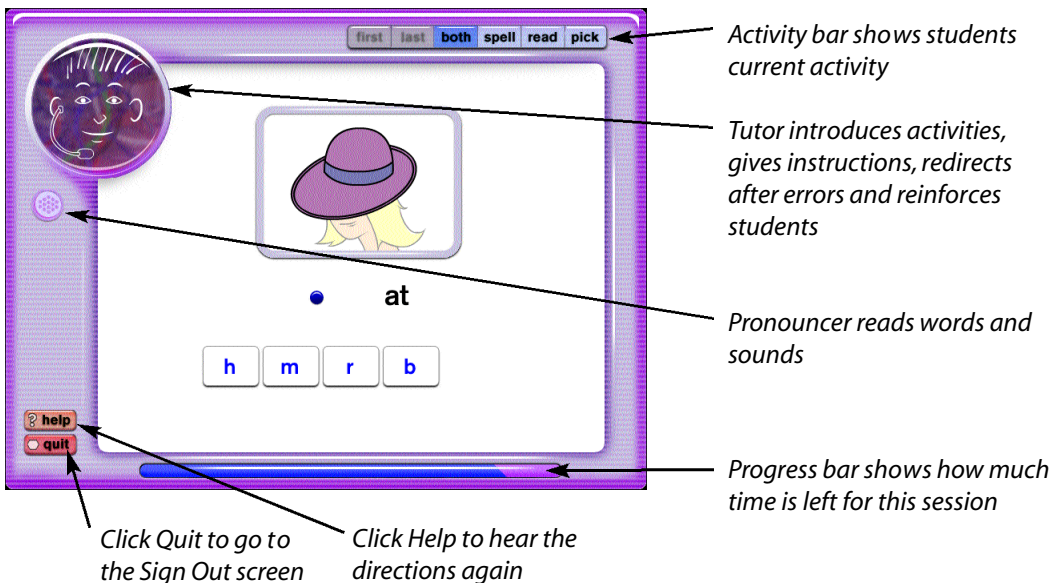 first last both spell read pick
Activity bar shows students
current activity
Tutor introduces activities,
gives instructions, redirects
after errors and reinforces
students
at
Pronouncer reads words and
sounds
h m r b
? help
quit
Progress bar shows how much
time is left for this session
Click Quit to go to
the Sign Out screen
Click Help to hear the
directions again